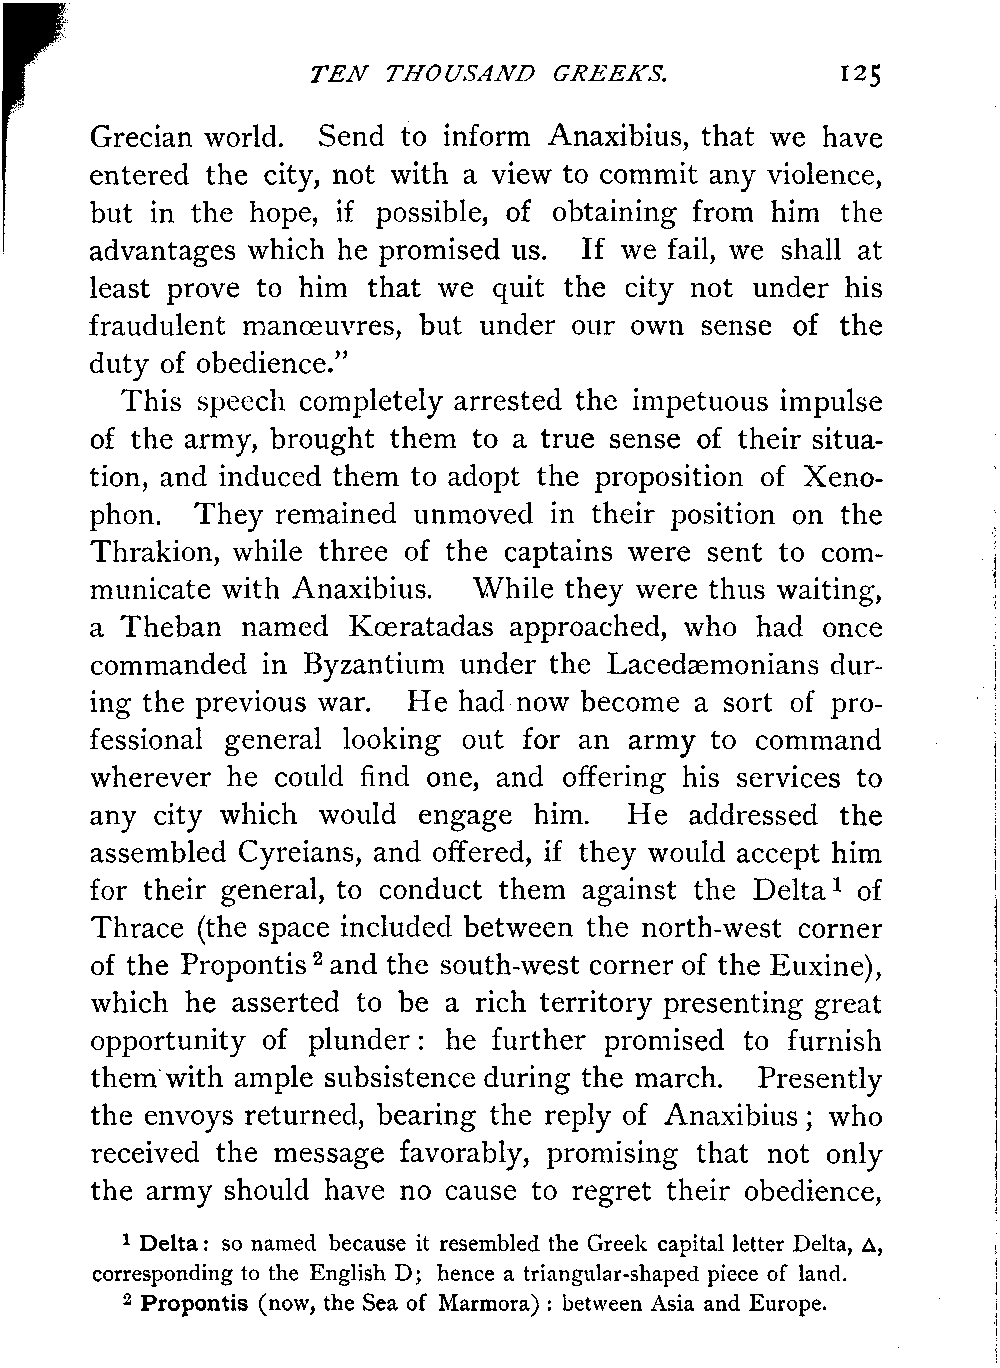 TEN THOUSAND GREEKS. 125
Grecian world. Send to inform Anaxibius, that we have
entered the city, not with a view to commit any violence,
but in the hope, if possible, of obtaining from him the
advantages which he promised us. If we fail, we shall at
least prove to him that we quit the city not under his
fraudulent manœuvres, but under our own sense of the
duty of obedience.”
This speech completely arrested the impetuous impulse
of the army, brought them to a true sense of their situa-
tion, and induced them to adopt the proposition of Xeno-
phon. They remained unmoved in their position on the
Thrakion, while three of the captains were sent to com-
municate with Anaxibius. While they were thus waiting,
a Theban named Kœratadas approached, who had once
commanded in Byzantium under the Lacedæmonians dur-
ing the previous war. He had now become a sort of pro-
fessional general looking out for an army to command
wherever he could find one, and offering his services to
any city which would engage him. He addressed the
assembled Cyreians, and offered, if they would accept him
for their general, to conduct them against the Delta¹ of
Thrace (the space included between the north-west corner
of the Propontis² and the south-west corner of the Euxine),
which he asserted to be a rich territory presenting great
opportunity of plunder: he further promised to furnish
them with ample subsistence during the march. Presently
the envoys returned, bearing the reply of Anaxibius; who
received the message favorably, promising that not only
the army should have no cause to regret their obedience,
¹ Delta: so named because it resembled the Greek capital letter Delta, Δ,
corresponding to the English D; hence a triangular-shaped piece of land.
² Propontis (now, the Sea of Marmora): between Asia and Europe.